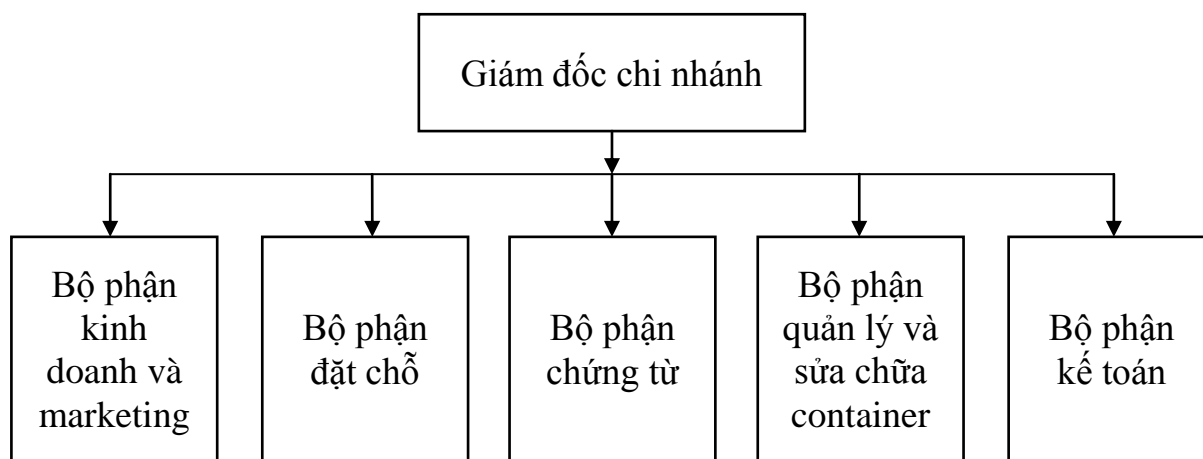 Giám đốc chi nhánh
Bộ phận
kinh
doanh và
marketing
Bộ phận
đặt chỗ
Bộ phận
chứng từ
Bộ phận
quản lý và
sửa chữa
container
Bộ phận
kế toán